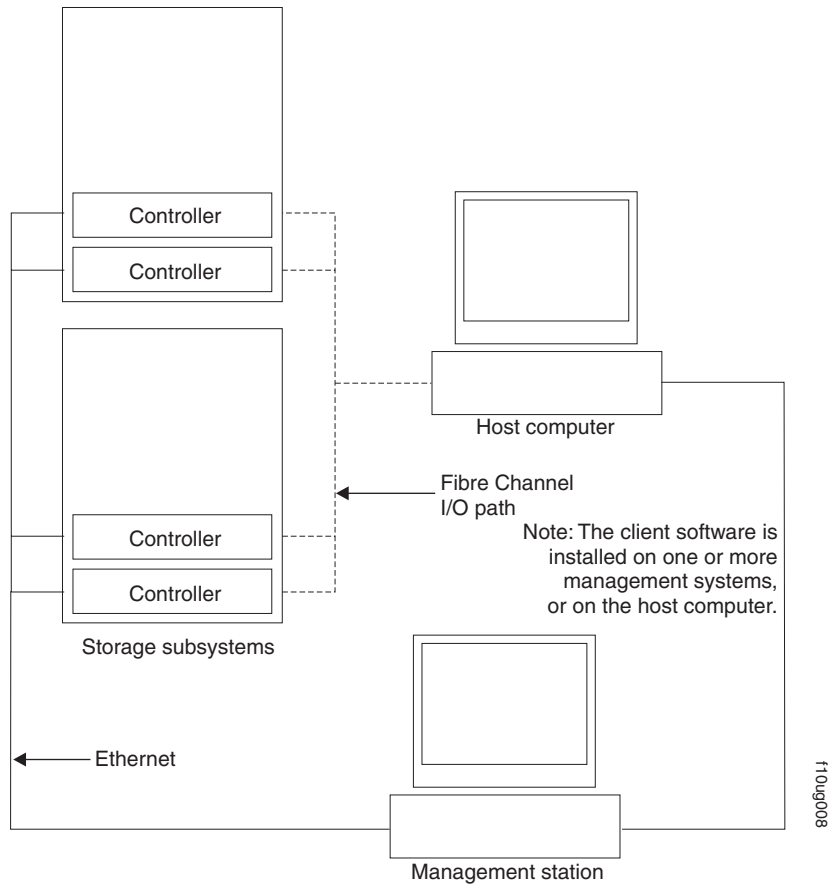 Controller
Controller
Host computer
Fibre Channel
I/O path
Note: The client software is
installed on one or more
management systems,
or on the host computer.
Controller
Controller
Storage subsystems
Ethernet
Management station
f10ug008